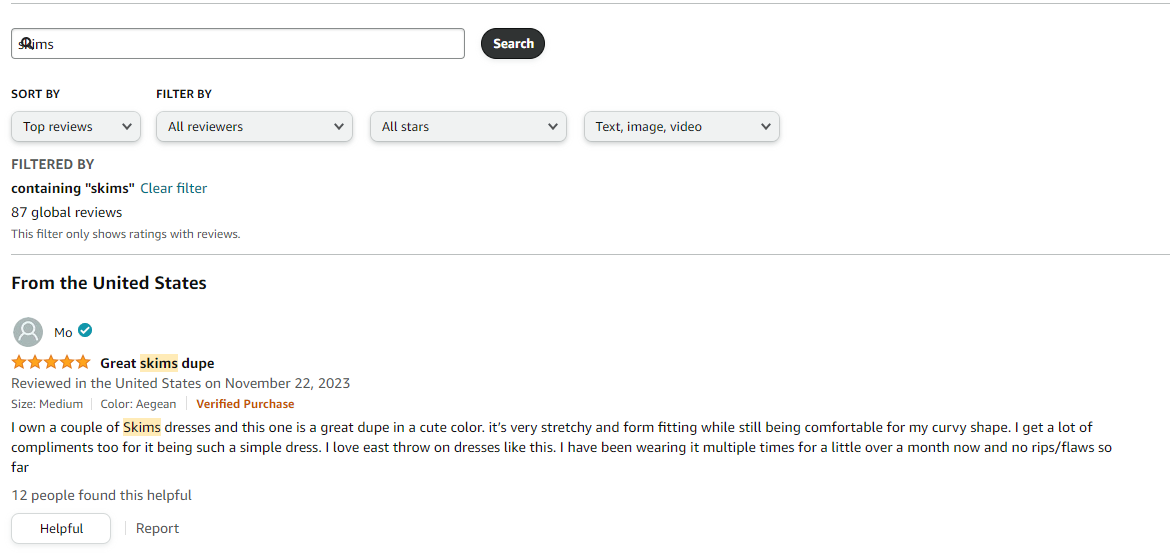 skims
Search
SORT BY
FILTER BY
Top reviews
All reviewers
All stars
Text, image, video
FILTERED BY
containing "skims" Clear filter
87 global reviews
This filter only shows ratings with reviews.
From the United States
Mo
Great skims dupe
Reviewed in the United States on November 22, 2023
Size: Medium | Color: Aegean | Verified Purchase
I own a couple of Skims dresses and this one is a great dupe in a cute color. it's very stretchy and form fitting while still being comfortable for my curvy shape. I get a lot of
compliments too for it being such a simple dress. I love east throw on dresses like this. I have been wearing it multiple times for a little over a month now and no rips/flaws so
far
12 people found this helpful
Helpful | Report